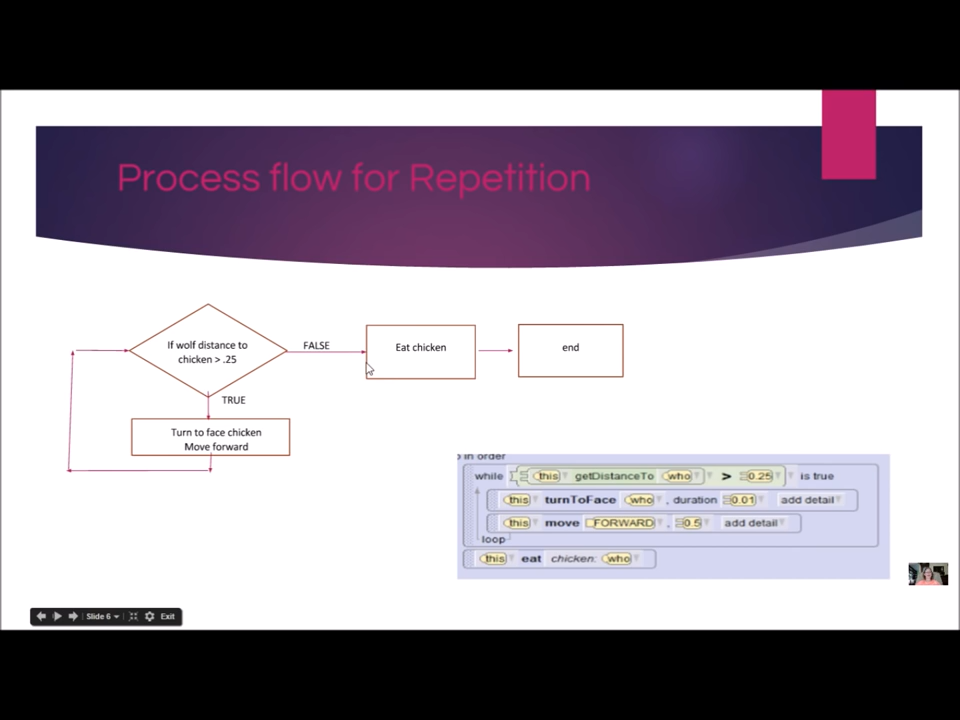 Process flow for Repetition
If wolf distance to
chicken > .25
FALSE
Eat chicken
end
TRUE
Turn to face chicken
Move forward
in order
while this getDistanceTo who > 0.25 is true
this turnToFace who , duration 0.01 add detail
this move FORWARD , 0.5 add detail
loop
this eat chicken: who
Slide 6 Exit